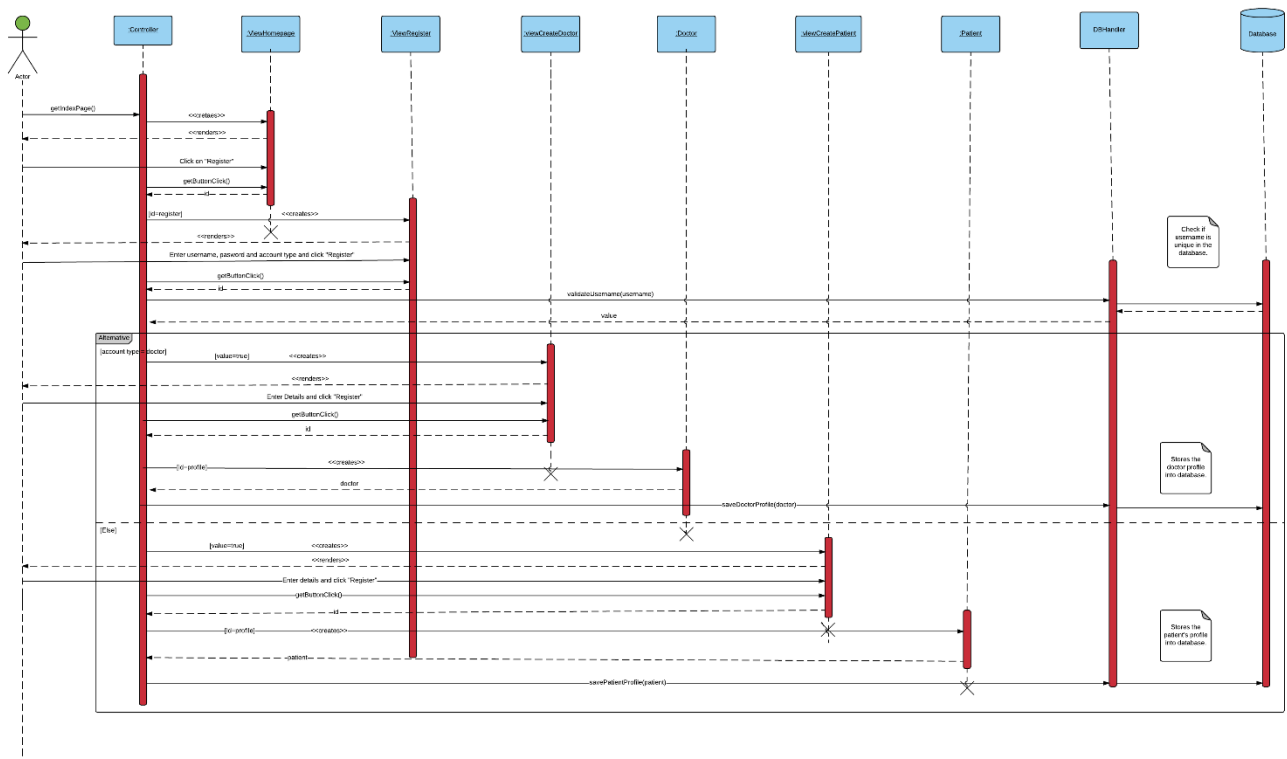 :Controller
:ViewHomepage
:ViewRegister
:viewCreateDoctor
:Doctor
:viewCreatePatient
:Patient
DBHandler
Database
Actor
getIndexPage()
<<cretaes>>
<<renders>>
Click on "Register"
getButtonClick()
id
[id=register]
<<creates>>
<<renders>>
Check if
username is
unique in the
database.
Enter username, pasword and account type and click "Register"
getButtonClick()
id
validateUsername(username)
value
Alternative
[account type = doctor]
[value=true]
<<creates>>
<<renders>>
Enter Details and click "Register"
getButtonClick()
id
[id=profile]
<<creates>>
Stores the
doctor profile
into database.
doctor
saveDoctorProfile(doctor)
[Else]
[value=true]
<<creates>>
<<renders>>
Enter details and click "Register"
getButtonClick()
id
[id=profile]
<<creates>>
Stores the
patient's profile
into database.
patient
savePatientProfile(patient)